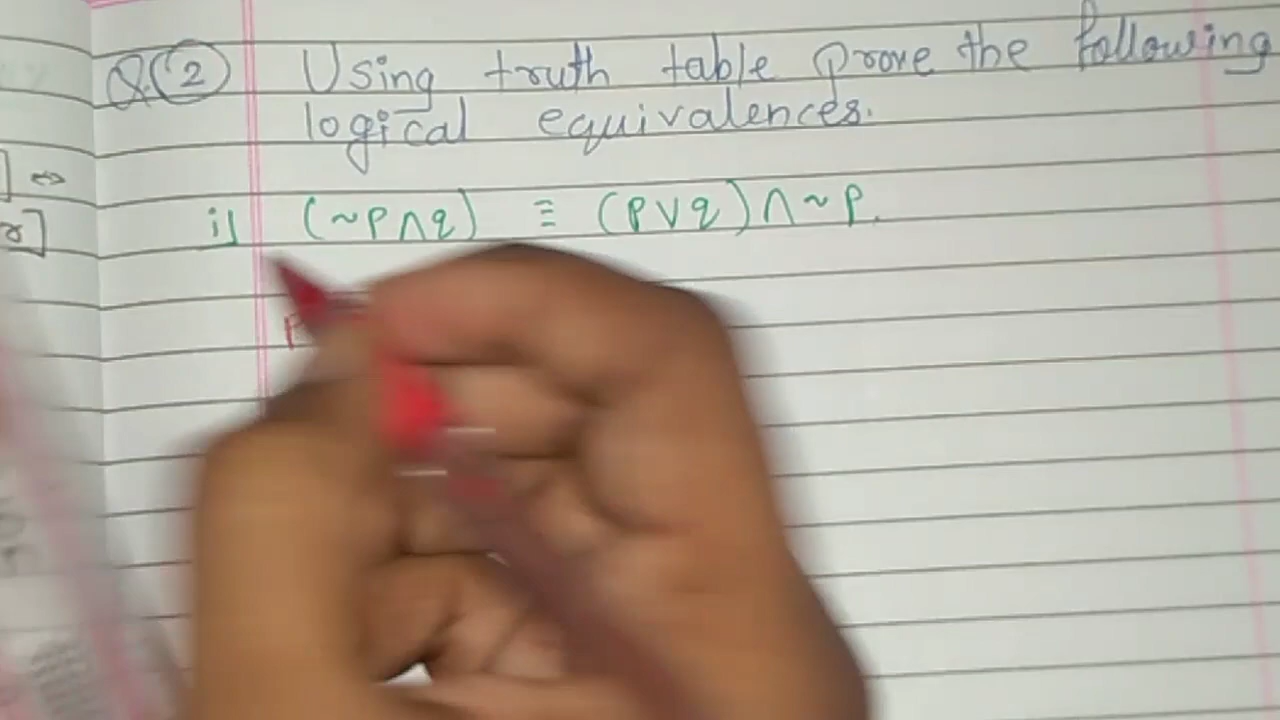 Q.(2) Using truth table prove the following
logical equivalences.
] ⇔
i) (~p∧q) ≡ (p∨q)∧~p.
r]
P